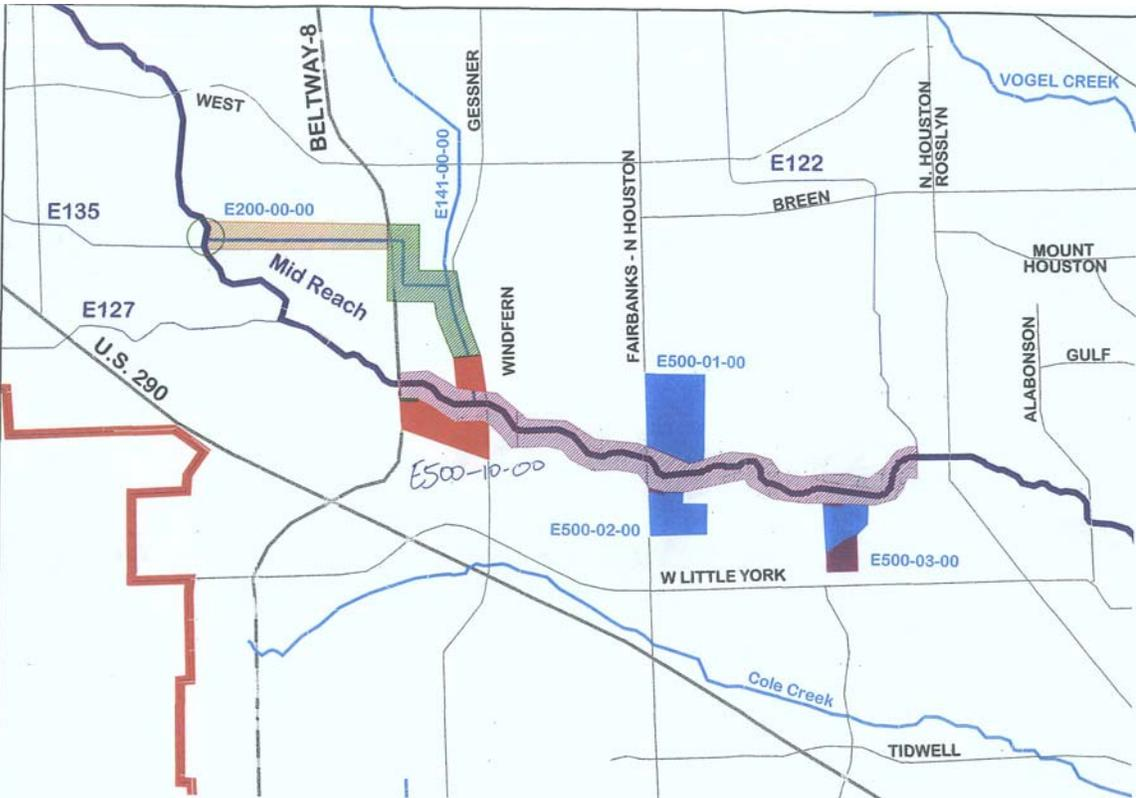 VOGEL CREEK
WEST
BELTWAY-8
GESSNER
E141-00-00
FAIRBANKS - N HOUSTON
E122
N. HOUSTON
ROSSLYN
BREEN
E135
E200-00-00
Mid Reach
MOUNT
HOUSTON
E127
U.S. 290
WINDFERN
E500-01-00
ALABONSON
GULF
E500-10-00
E500-02-00
E500-03-00
W LITTLE YORK
Cole Creek
TIDWELL